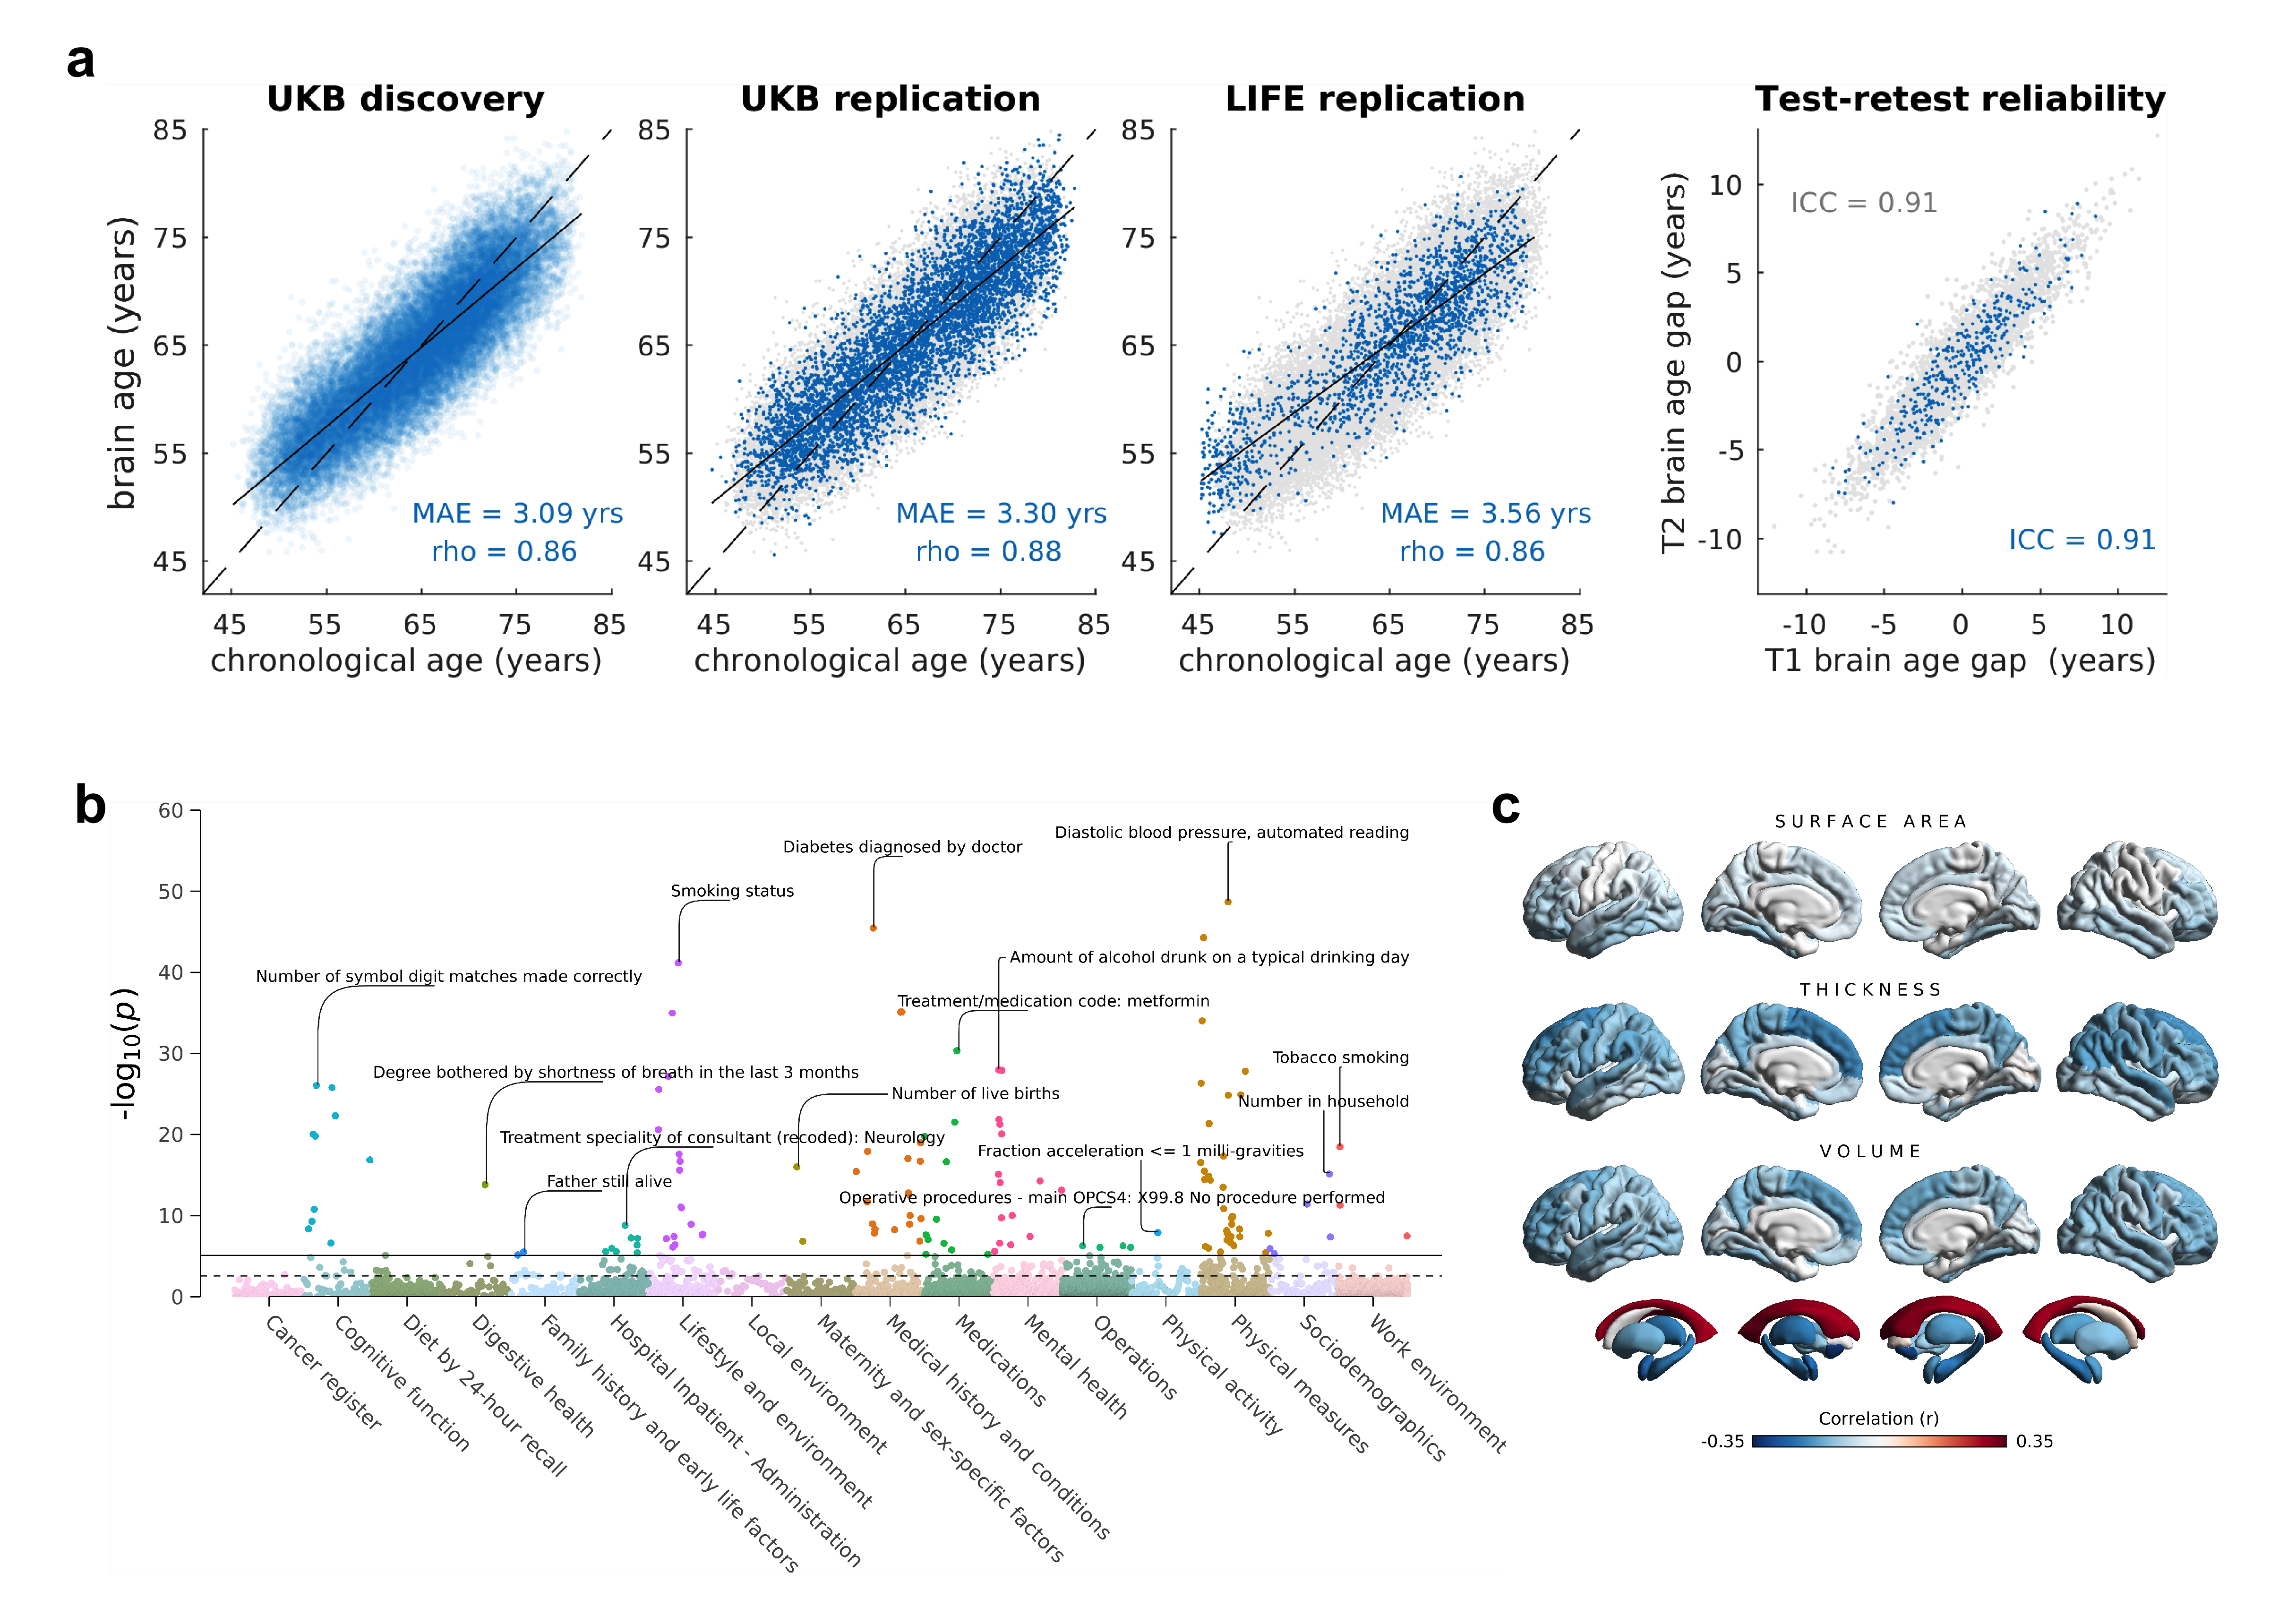 a
UKB discovery
85
75
65
55
45
brain age (years)
MAE = 3.09 yrs
rho = 0.86
45 55 65 75 85
chronological age (years)
UKB replication
85
75
65
55
45
MAE = 3.30 yrs
rho = 0.88
45 55 65 75 85
chronological age (years)
LIFE replication
85
75
65
55
45
MAE = 3.56 yrs
rho = 0.86
45 55 65 75 85
chronological age (years)
Test-retest reliability
10
5
0
-5
-10
T2 brain age gap (years)
ICC = 0.91
ICC = 0.91
-10 -5 0 5 10
T1 brain age gap (years)
b
60
50
40
30
20
10
0
-log10(p)
Diastolic blood pressure, automated reading
Diabetes diagnosed by doctor
Smoking status
Amount of alcohol drunk on a typical drinking day
Number of symbol digit matches made correctly
Treatment/medication code: metformin
Tobacco smoking
Degree bothered by shortness of breath in the last 3 months
Number of live births
Number in household
Treatment speciality of consultant (recoded): Neurology
Fraction acceleration <= 1 milli-gravities
Father still alive
Operative procedures - main OPCS4: X99.8 No procedure performed
Cancer register
Cognitive function
Diet by 24-hour recall
Digestive health
Family history and early life factors
Hospital Inpatient - Administration
Lifestyle and environment
Local environment
Maternity and sex-specific factors
Medical history and conditions
Medications
Mental health
Operations
Physical activity
Physical measures
Sociodemographics
Work environment
c
SURFACE AREA
THICKNESS
VOLUME
Correlation (r)
-0.35 0.35